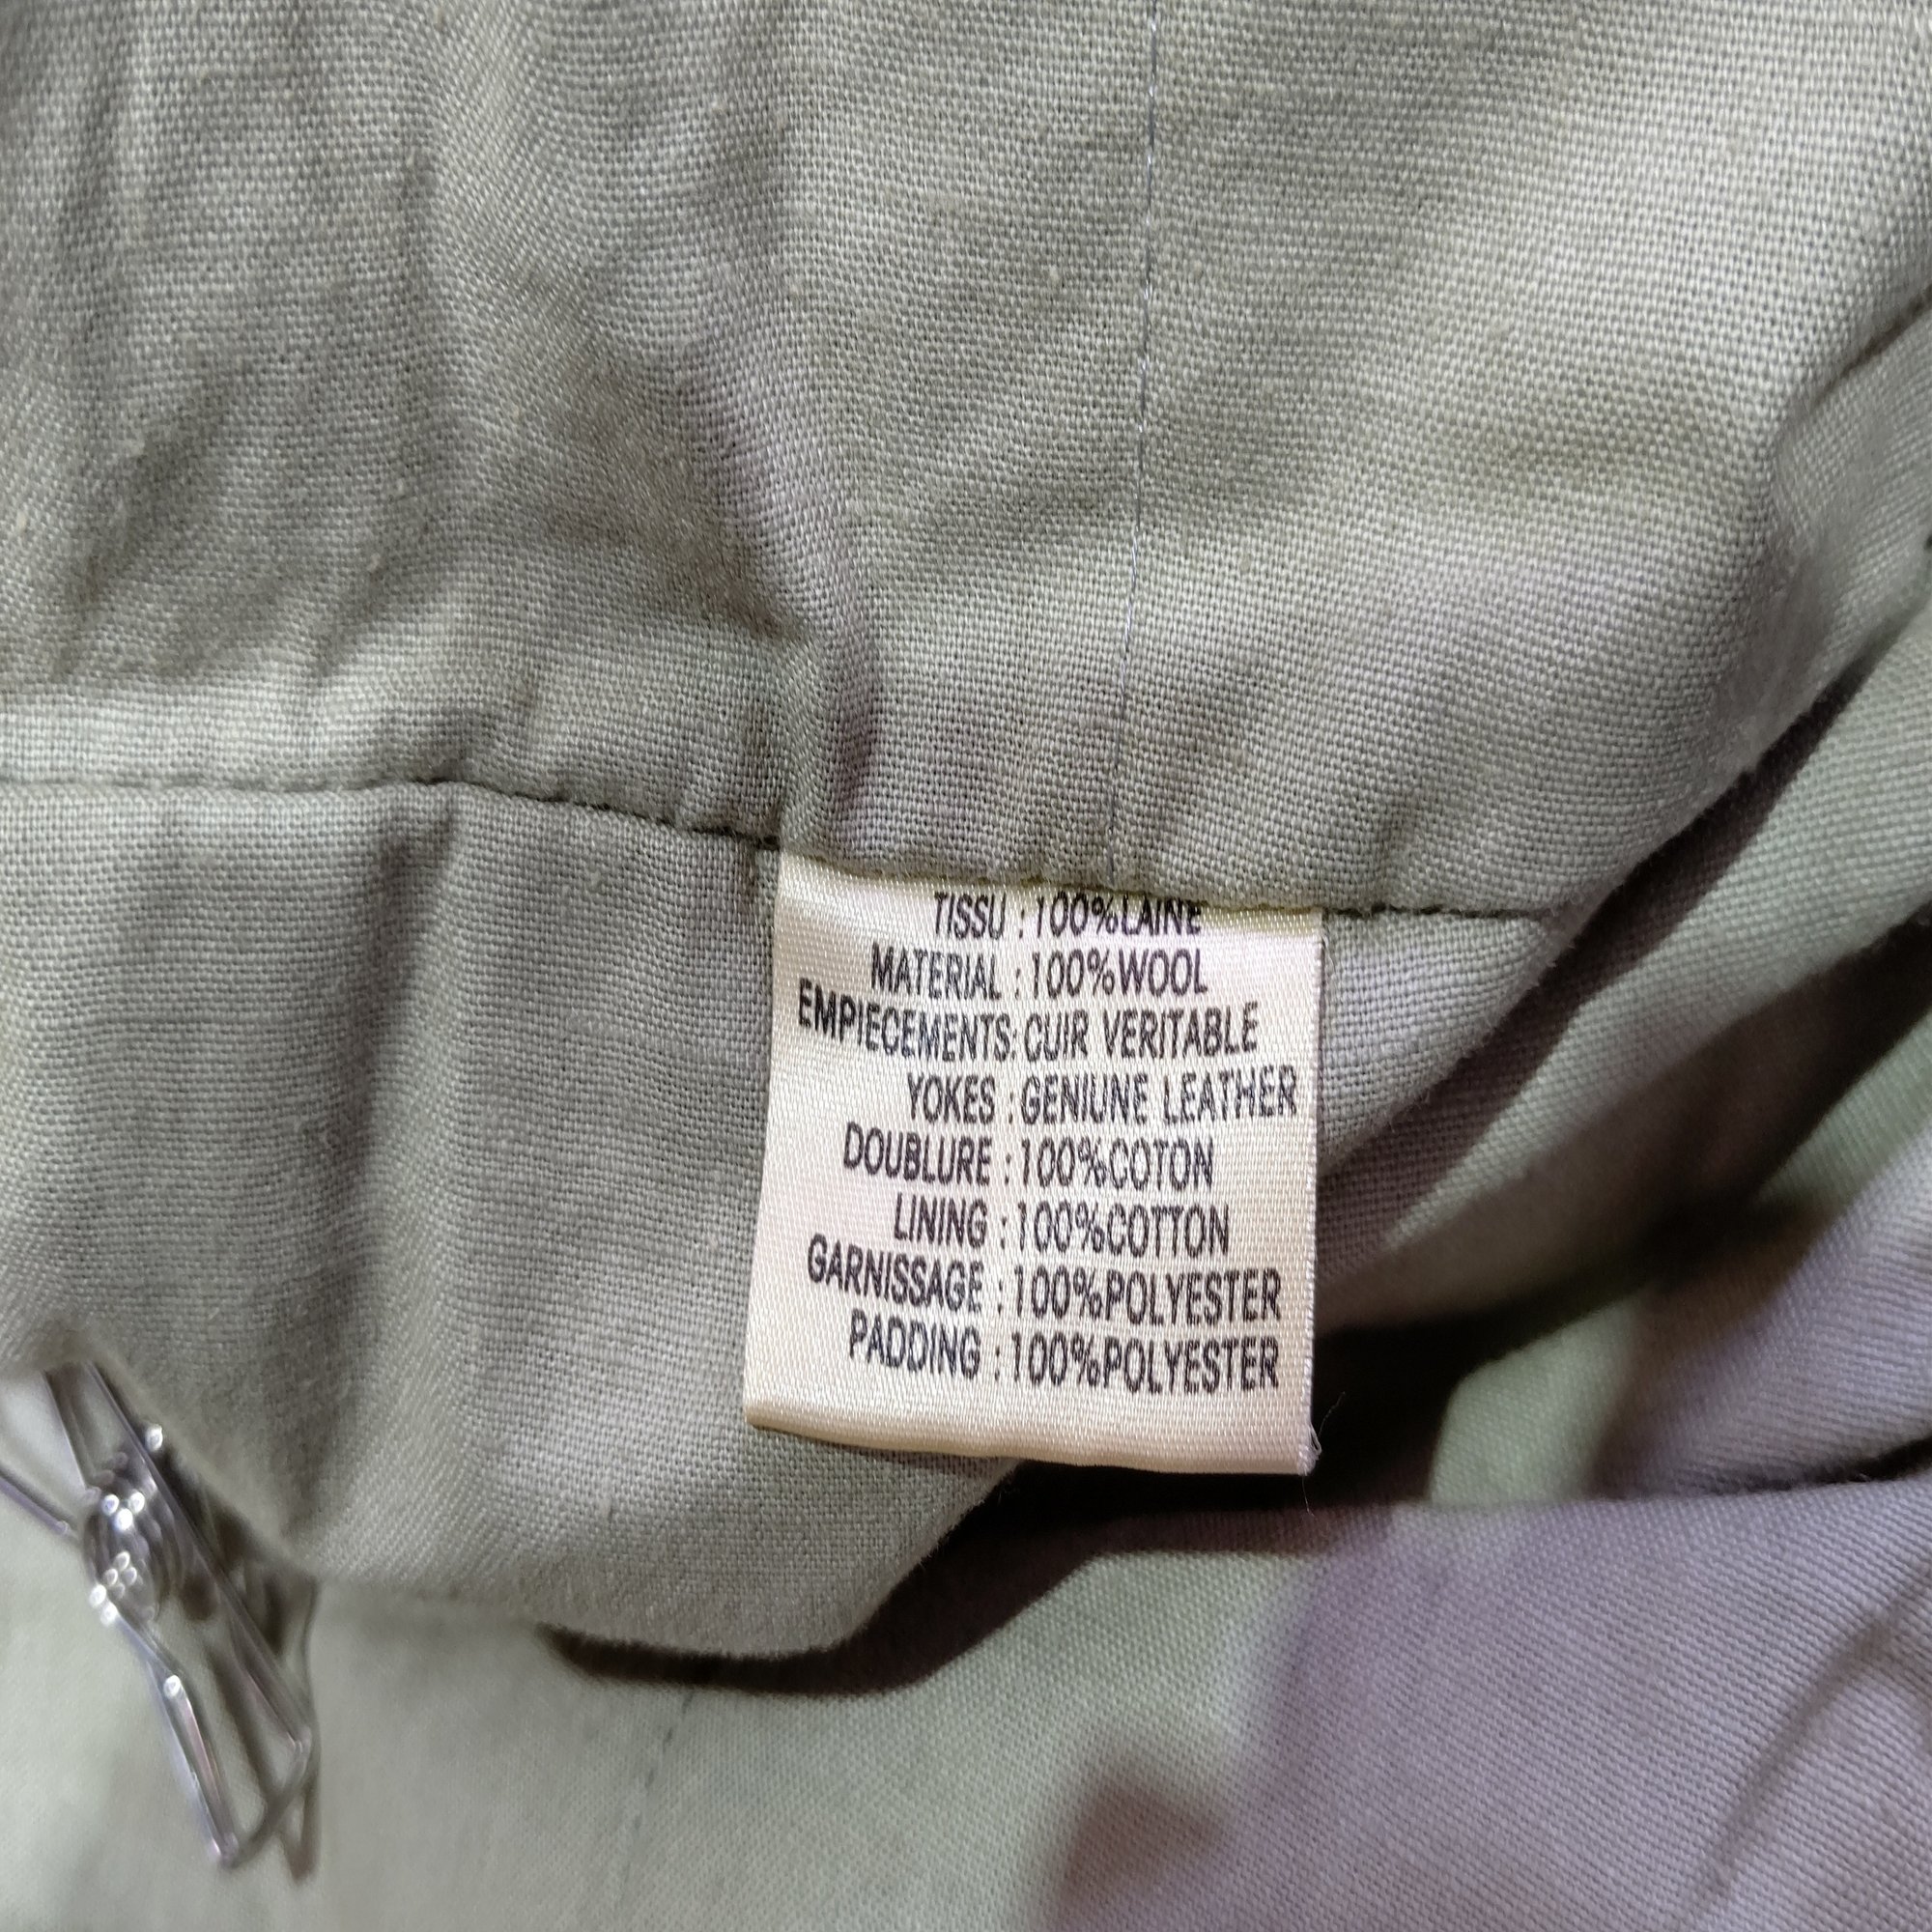 TISSU : 100%LAINE
MATERIAL : 100%WOOL
EMPIECEMENTS: CUIR VERITABLE
YOKES : GENIUNE LEATHER
DOUBLURE : 100%COTON
LINING : 100%COTTON
GARNISSAGE : 100%POLYESTER
PADDING : 100%POLYESTER